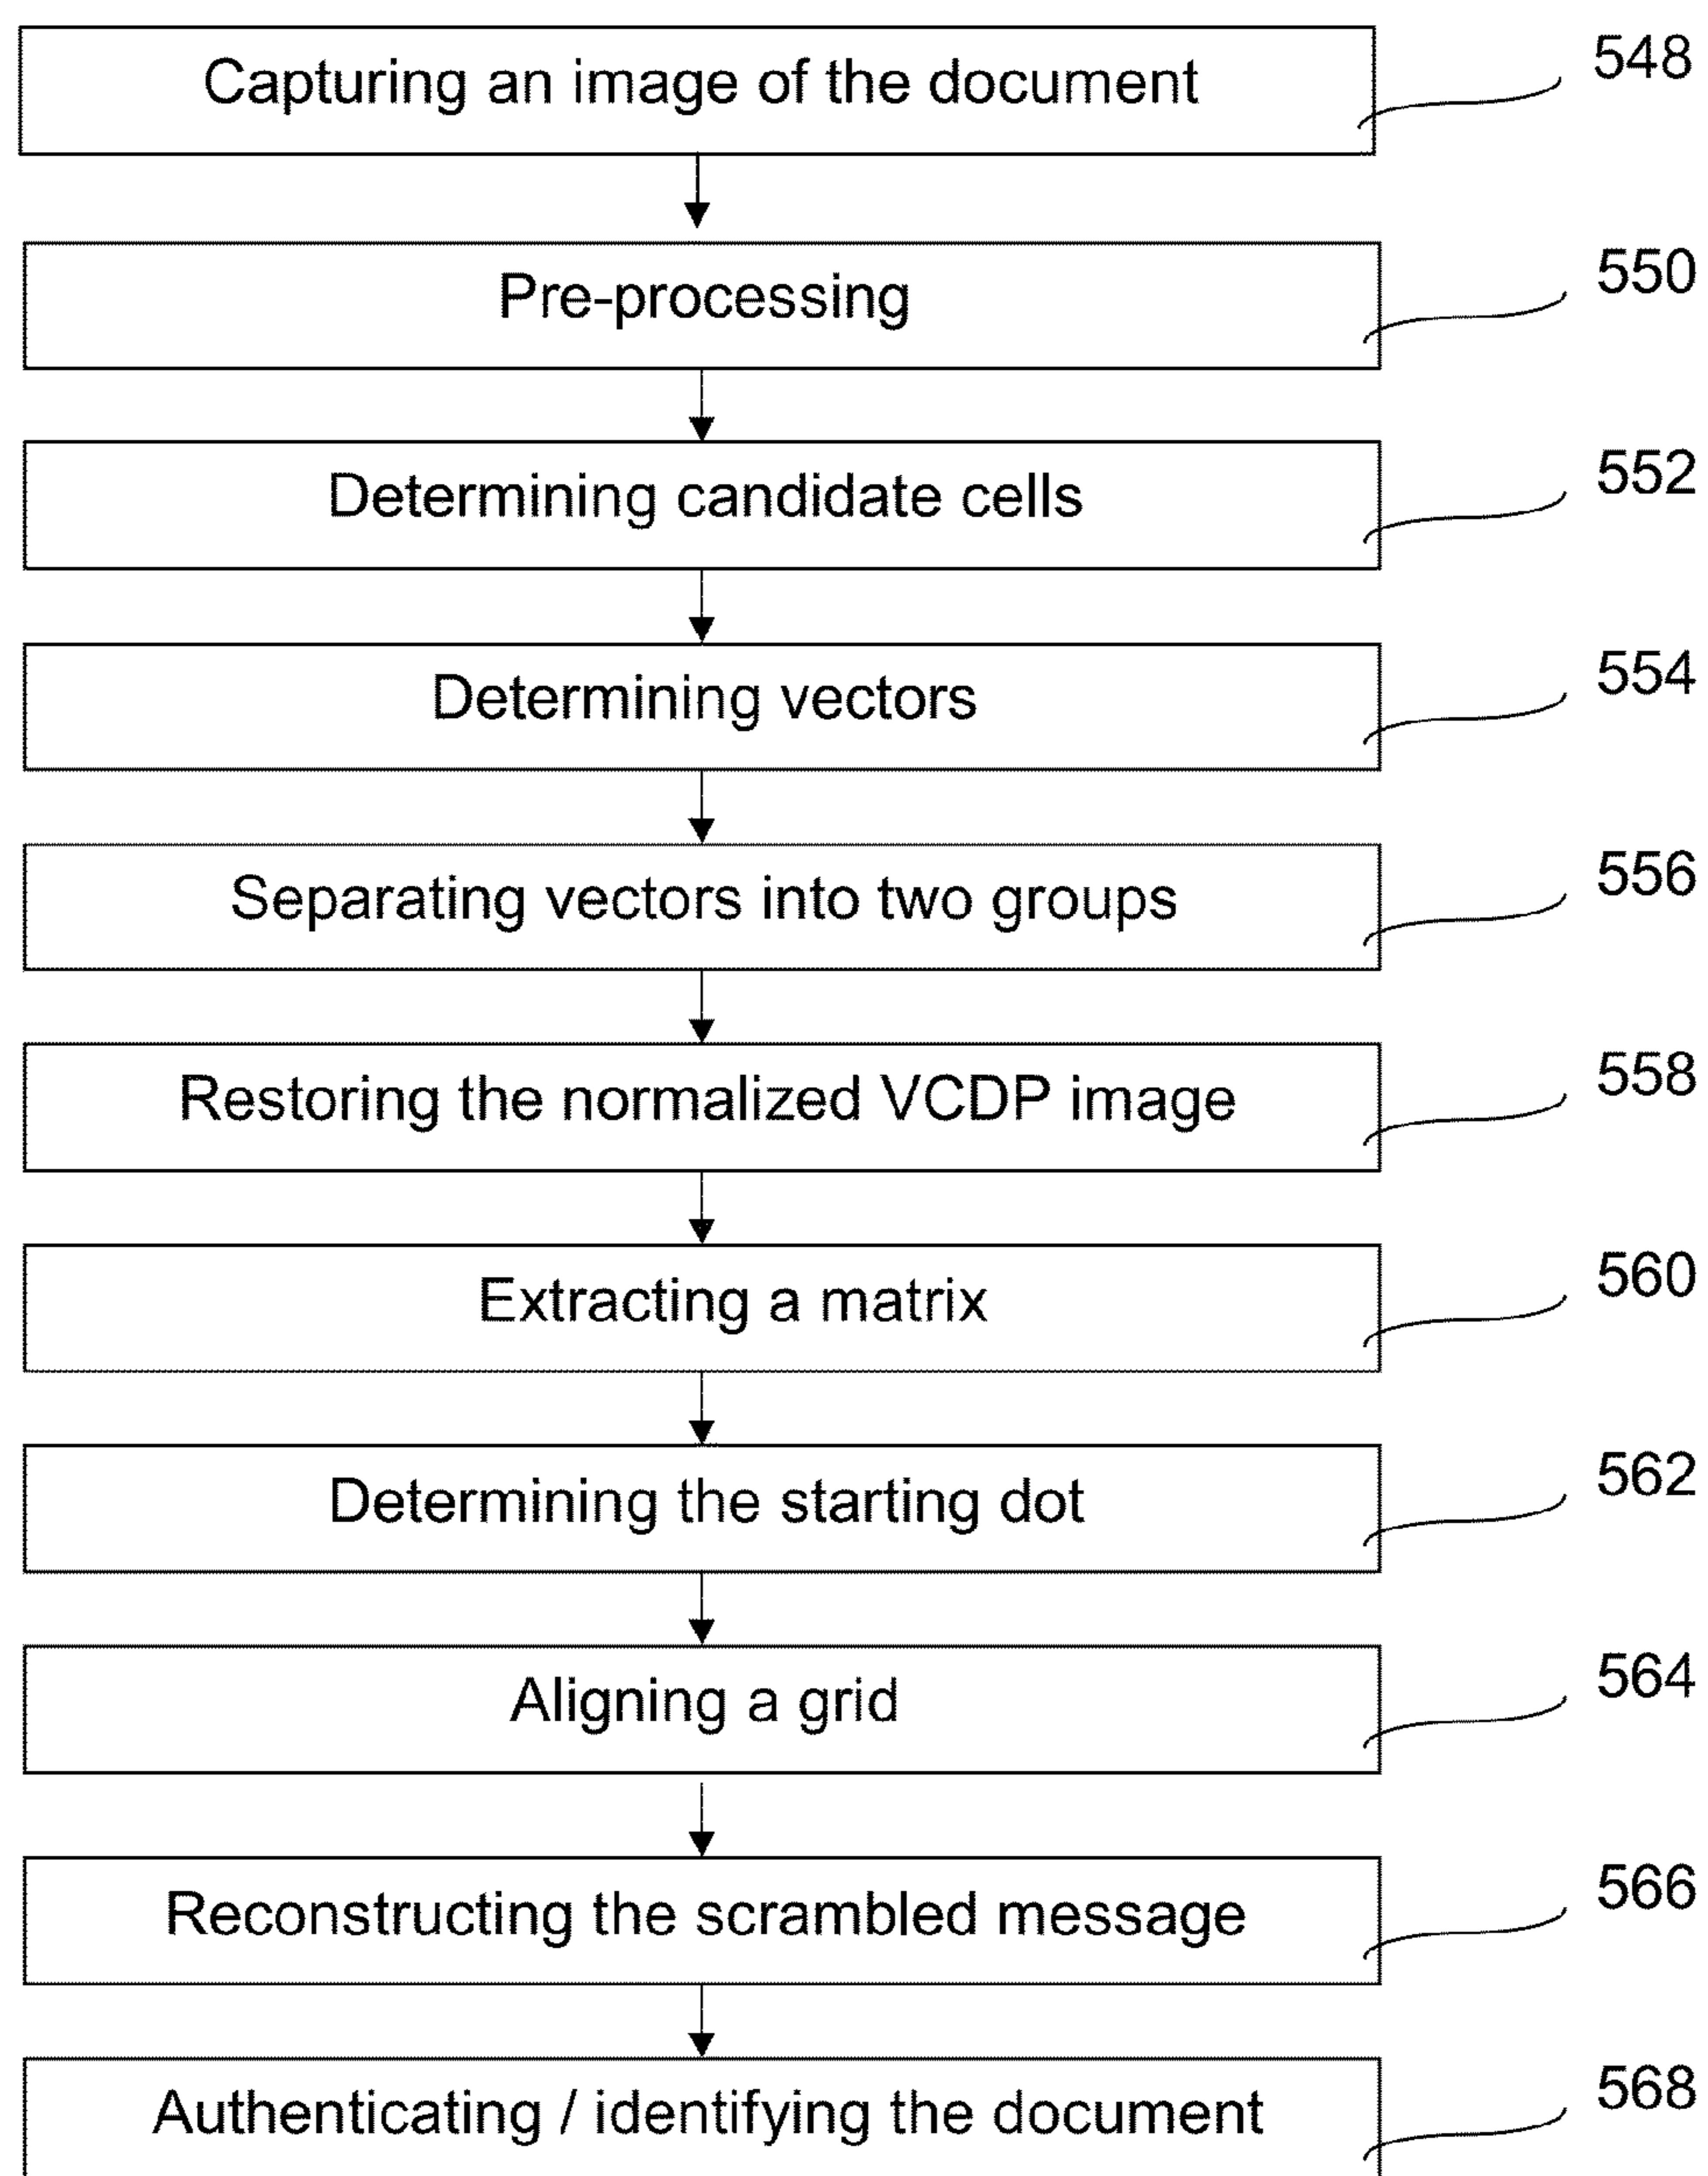 Capturing an image of the document 548
Pre-processing 550
Determining candidate cells 552
Determining vectors 554
Separating vectors into two groups 556
Restoring the normalized VCDP image 558
Extracting a matrix 560
Determining the starting dot 562
Aligning a grid 564
Reconstructing the scrambled message 566
Authenticating / identifying the document 568